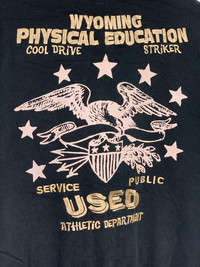 WYOMING
PHYSICAL EDUCATION
COOL DRIVE STRIKER
SERVICE PUBLIC
USED
ATHLETIC DEPARTMENT